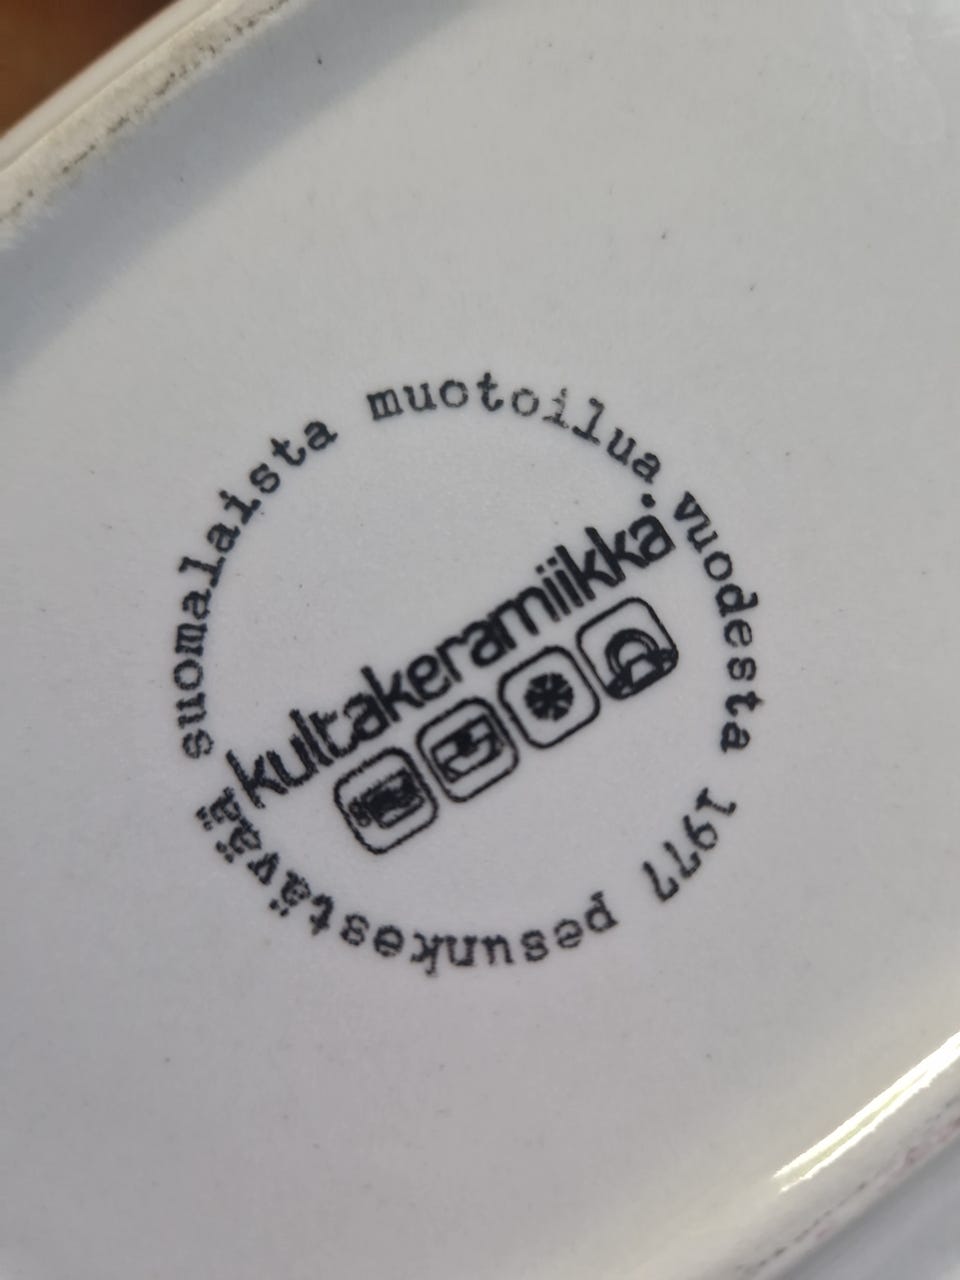 suomalaista muotoilua vuodesta 1977 pesunkestävää
kultakeramiikka